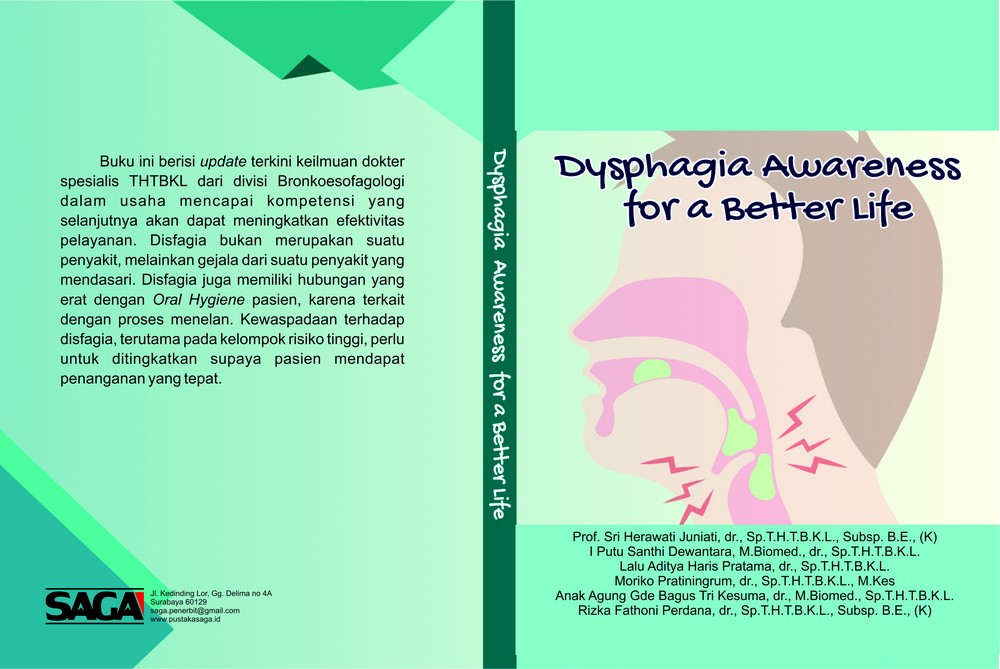 Buku ini berisi update terkini keilmuan dokter
spesialis THTBKL dari divisi Bronkoesofagologi
dalam usaha mencapai kompetensi yang
selanjutnya akan dapat meningkatkan efektivitas
pelayanan. Disfagia bukan merupakan suatu
penyakit, melainkan gejala dari suatu penyakit yang
mendasari. Disfagia juga memiliki hubungan yang
erat dengan Oral Hygiene pasien, karena terkait
dengan proses menelan. Kewaspadaan terhadap
disfagia, terutama pada kelompok risiko tinggi, perlu
untuk ditingkatkan supaya pasien mendapat
penanganan yang tepat.
SAGA
Jl. Kedinding Lor, Gg. Delima no 4A
Surabaya 60129
saga.penerbit@gmail.com
www.pustakasaga.id
Dysphagia Awareness for a Better Life
Dysphagia Awareness
for a Better Life
Prof. Sri Herawati Juniati, dr., Sp.T.H.T.B.K.L., Subsp. B.E., (K)
I Putu Santhi Dewantara, M.Biomed., dr., Sp.T.H.T.B.K.L.
Lalu Aditya Haris Pratama, dr., Sp.T.H.T.B.K.L.
Moriko Pratiningrum, dr., Sp.T.H.T.B.K.L., M.Kes
Anak Agung Gde Bagus Tri Kesuma, dr., M.Biomed., Sp.T.H.T.B.K.L.
Rizka Fathoni Perdana, dr., Sp.T.H.T.B.K.L., Subsp. B.E., (K)